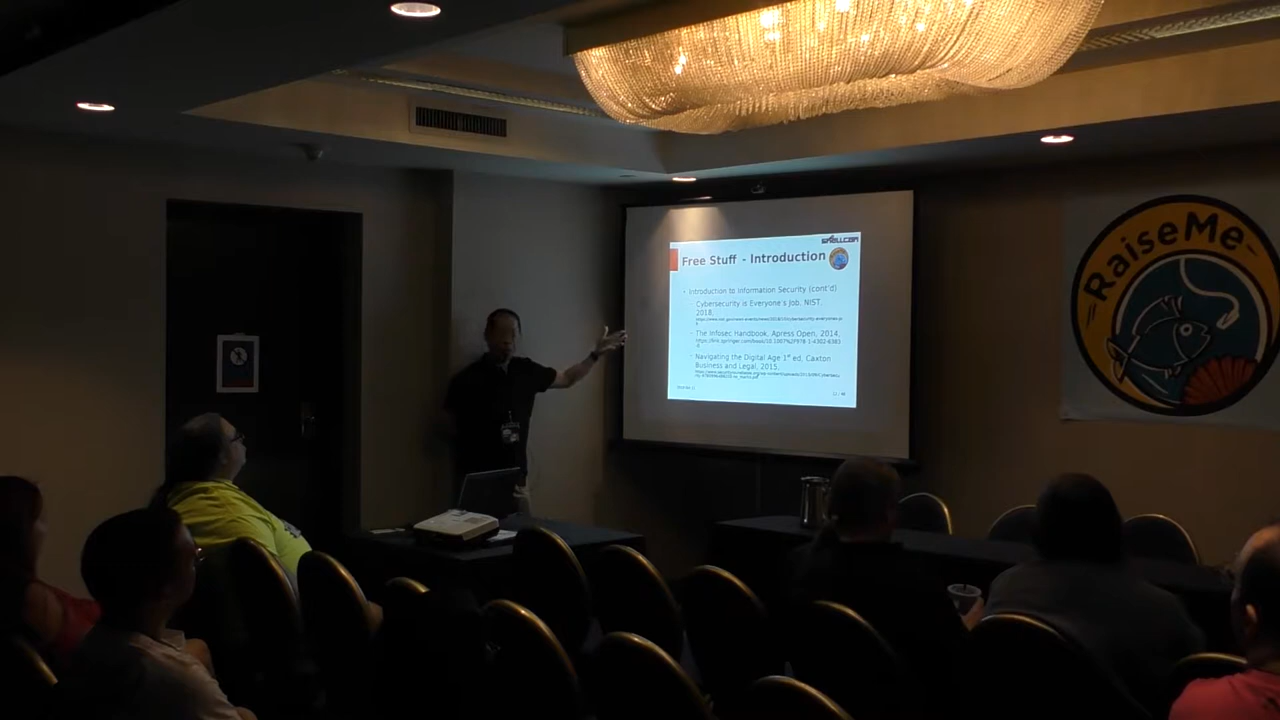 SHELLCON
Free Stuff - Introduction
• Introduction to Information Security (cont'd)
Cybersecurity is Everyone's Job, NIST,
2018,
The Infosec Handbook, Apress Open, 2014,
Navigating the Digital Age 1st ed. Caxton
Business and Legal, 2015,
RaiseMe